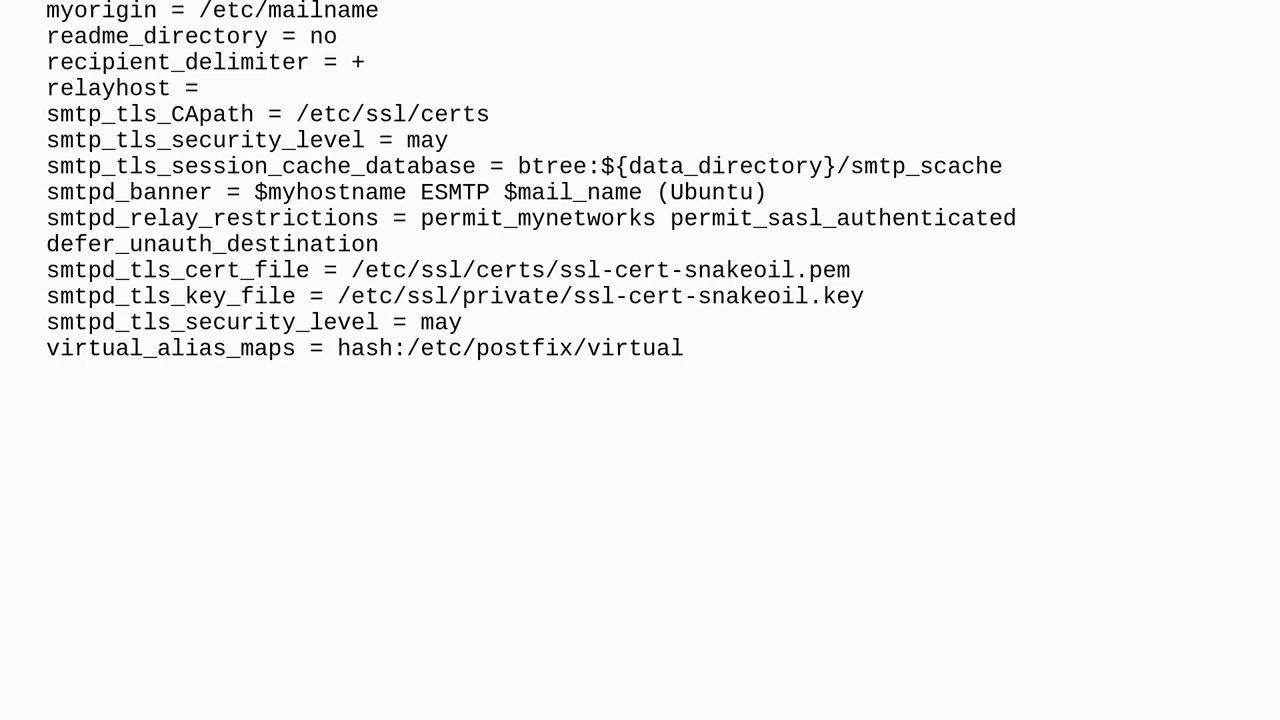 myorigin = /etc/mailname
readme_directory = no
recipient_delimiter = +
relayhost =
smtp_tls_CApath = /etc/ssl/certs
smtp_tls_security_level = may
smtp_tls_session_cache_database = btree:${data_directory}/smtp_scache
smtpd_banner = $myhostname ESMTP $mail_name (Ubuntu)
smtpd_relay_restrictions = permit_mynetworks permit_sasl_authenticated
defer_unauth_destination
smtpd_tls_cert_file = /etc/ssl/certs/ssl-cert-snakeoil.pem
smtpd_tls_key_file = /etc/ssl/private/ssl-cert-snakeoil.key
smtpd_tls_security_level = may
virtual_alias_maps = hash:/etc/postfix/virtual